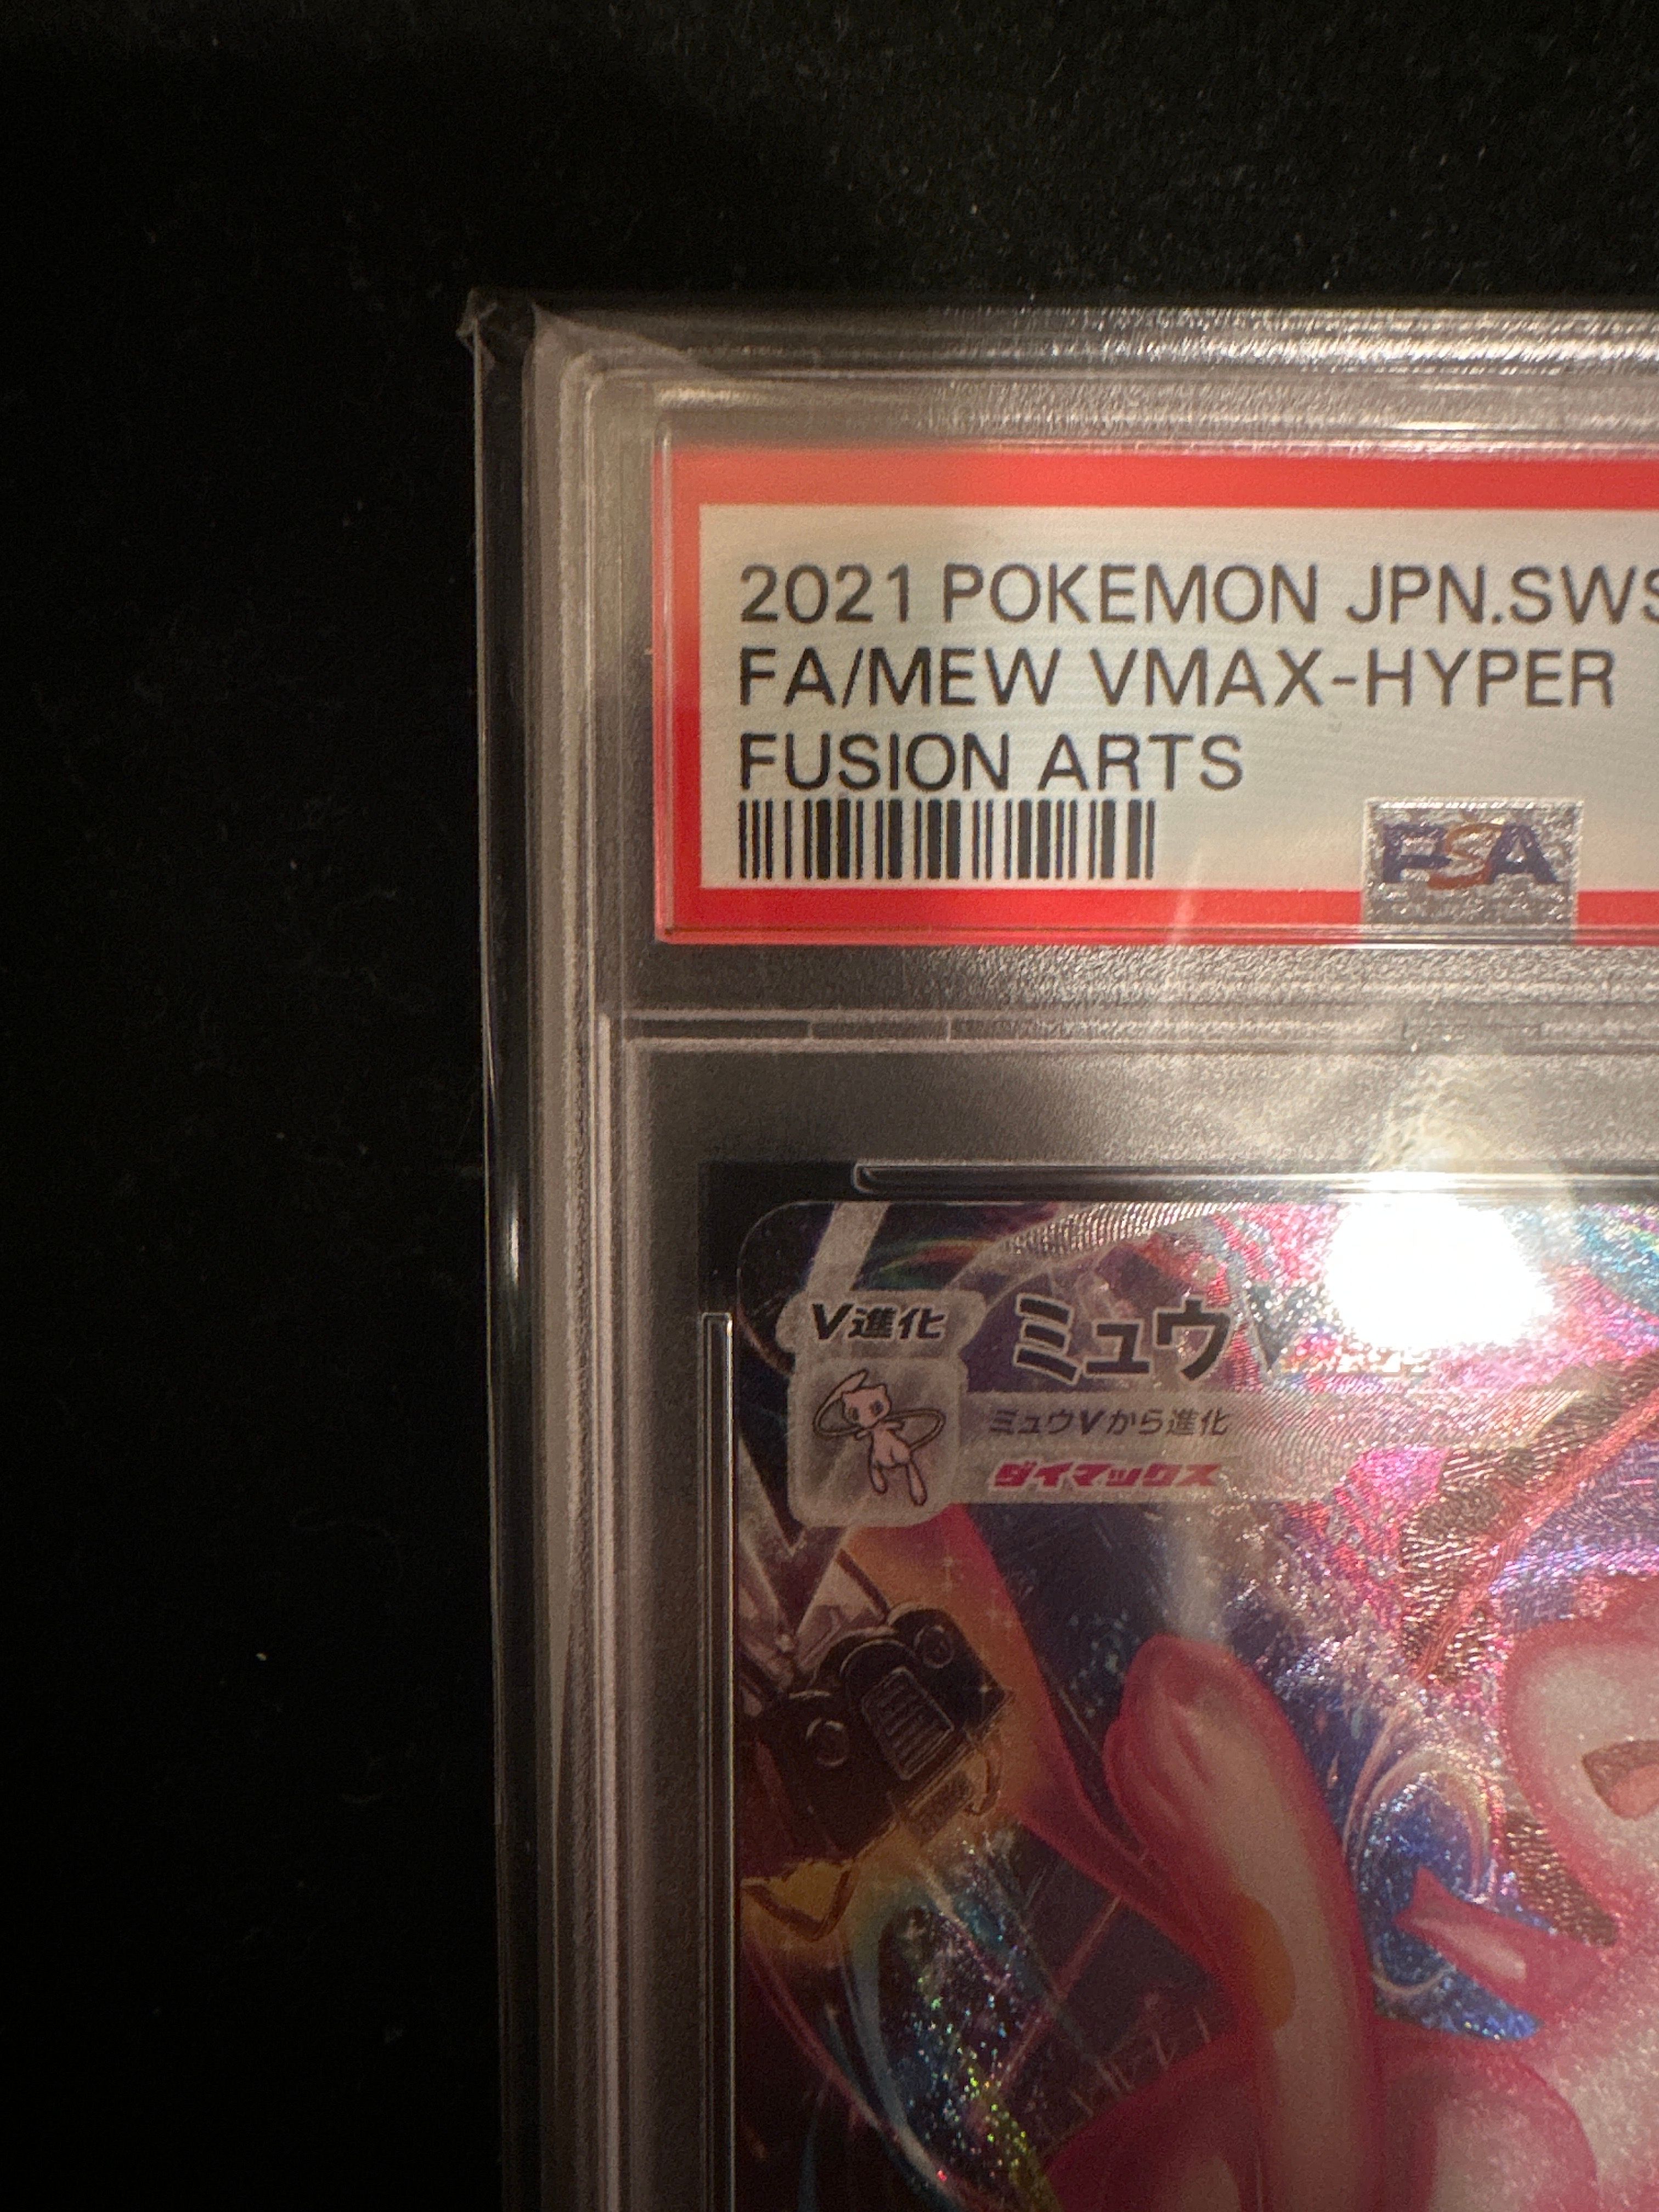 2021 POKEMON JPN.SWS
FA/MEW VMAX-HYPER
FUSION ARTS
PSA
V進化
ミュウV
ミュウVから進化
ダイマックス